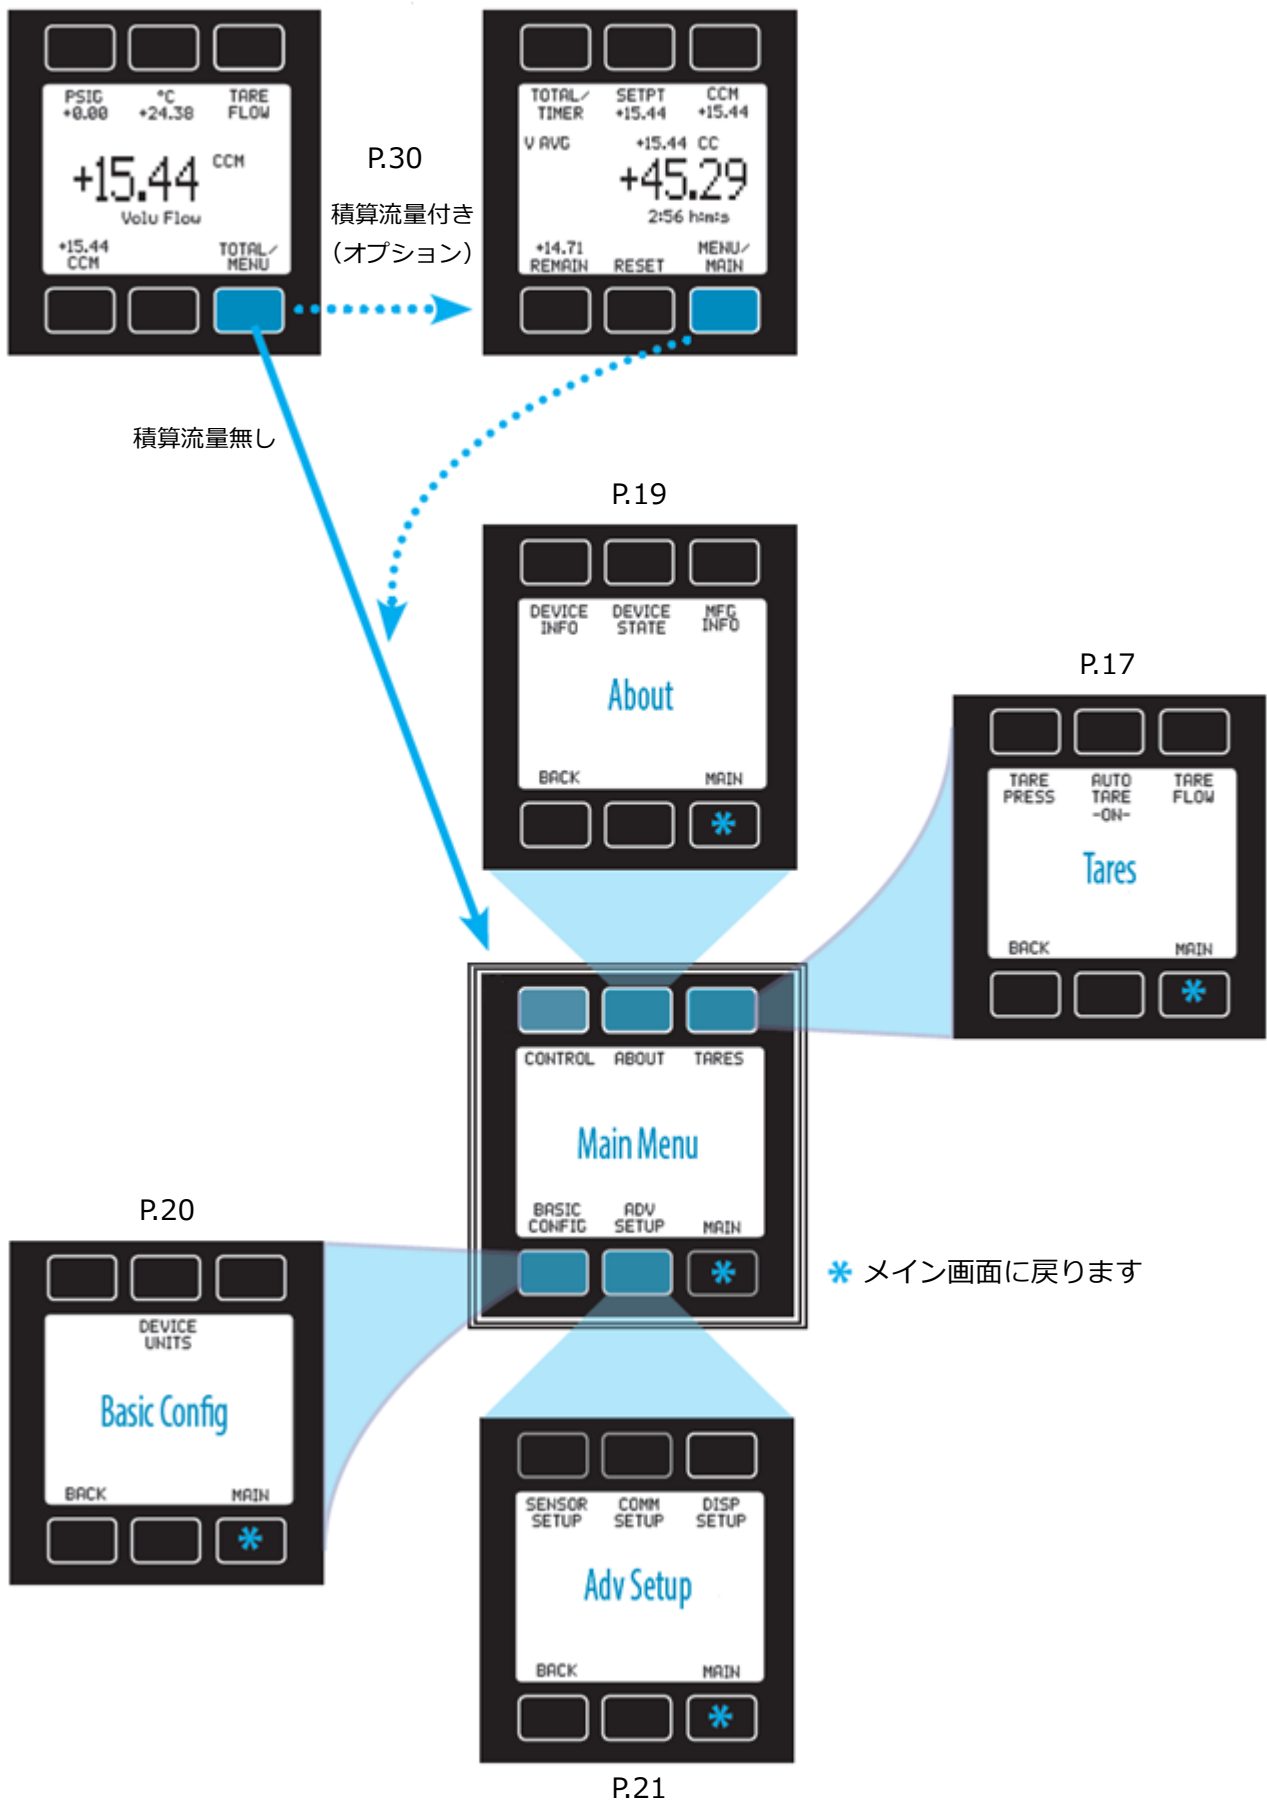 PSIG °C TARE
+0.00 +24.38 FLOW
+15.44 CCM
Volu Flow
+15.44 TOTAL/
CCM MENU
P.30
積算流量付き
（オプション）
TOTAL/ SETPT CCM
TIMER +15.44 +15.44
V AVG +15.44 CC
+45.29
2:56 h:m:s
+14.71 MENU/
REMAIN RESET MAIN
積算流量無し
P.19
DEVICE DEVICE MFG
INFO STATE INFO
About
BACK MAIN
*
P.17
TARE AUTO TARE
PRESS TARE FLOW
-ON-
Tares
BACK MAIN
*
CONTROL ABOUT TARES
Main Menu
BASIC ADV
CONFIG SETUP MAIN
*
* メイン画面に戻ります
P.20
DEVICE
UNITS
Basic Config
BACK MAIN
*
SENSOR COMM DISP
SETUP SETUP SETUP
Adv Setup
BACK MAIN
*
P.21